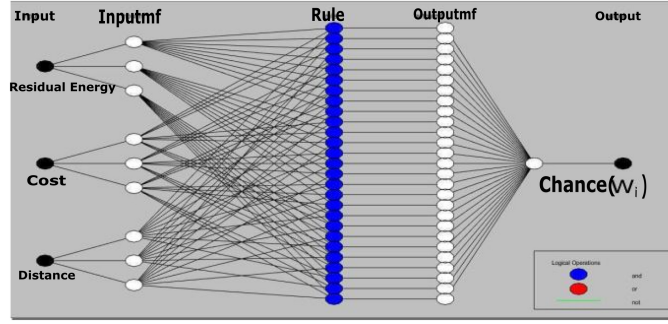 Input
Inputmf
Rule
Outputmf
Output
Residual Energy
Cost
Distance
Chance(Wi)
Logical Operations
and
or
not